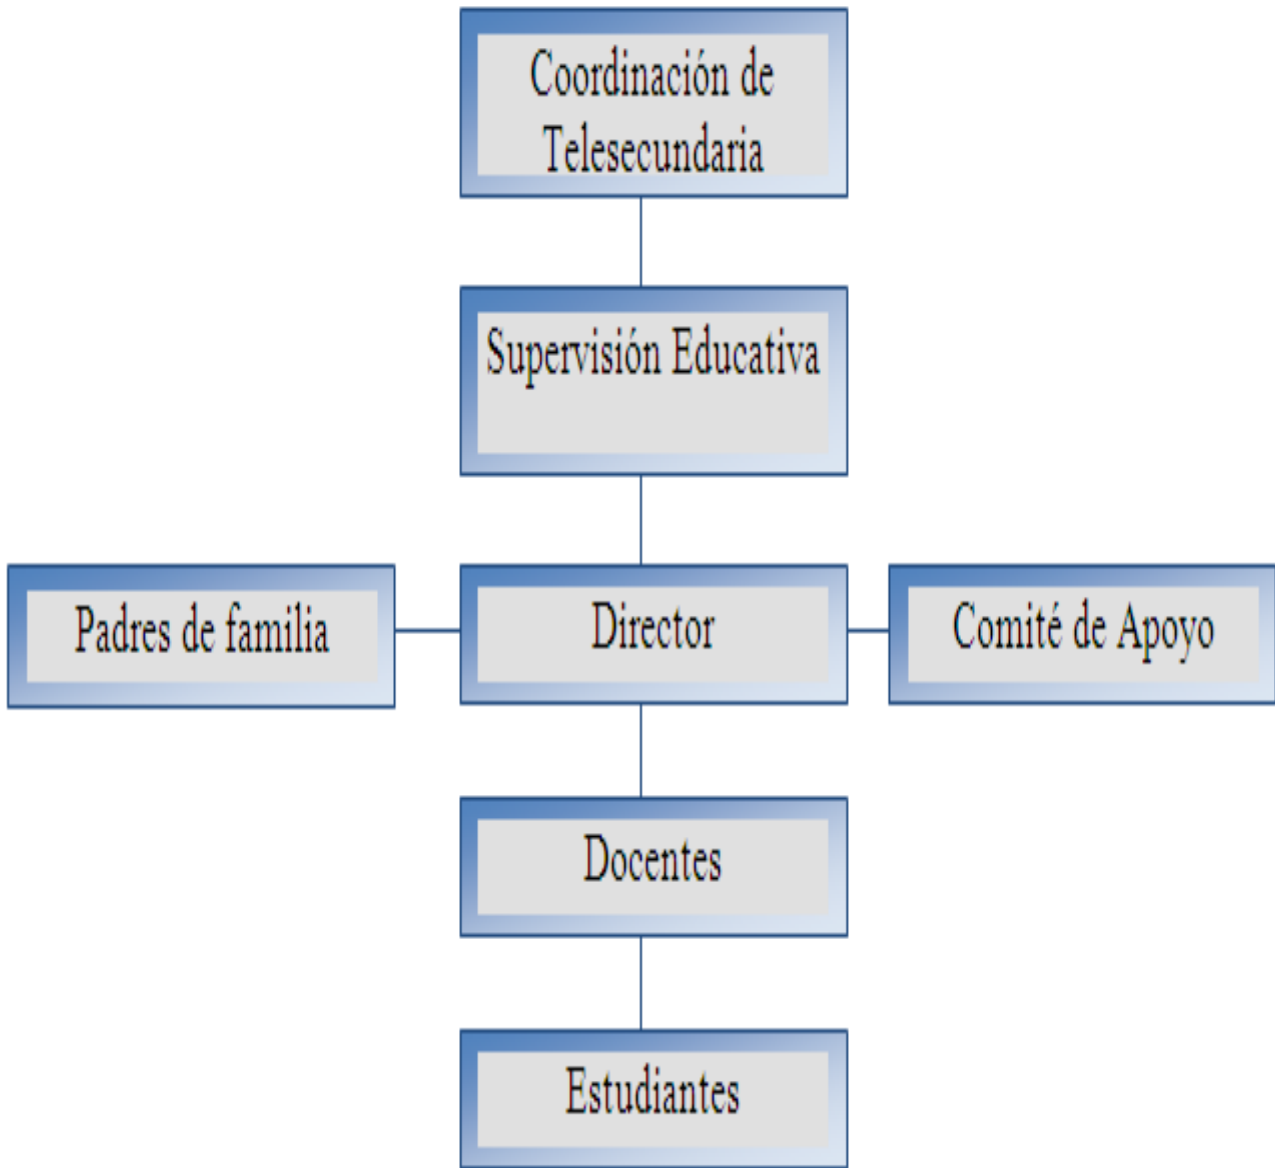 Coordinación de
Telesecundaria
Supervisión Educativa
Padres de familia
Director
Comité de Apoyo
Docentes
Estudiantes